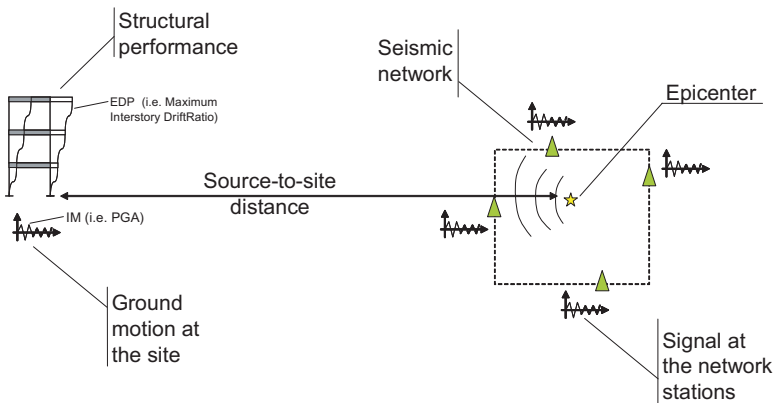 Structural
performance
EDP (i.e. Maximum
Interstory DriftRatio)
Seismic
network
Epicenter
Source-to-site
distance
IM (i.e. PGA)
Ground
motion at
the site
Signal at
the network
stations